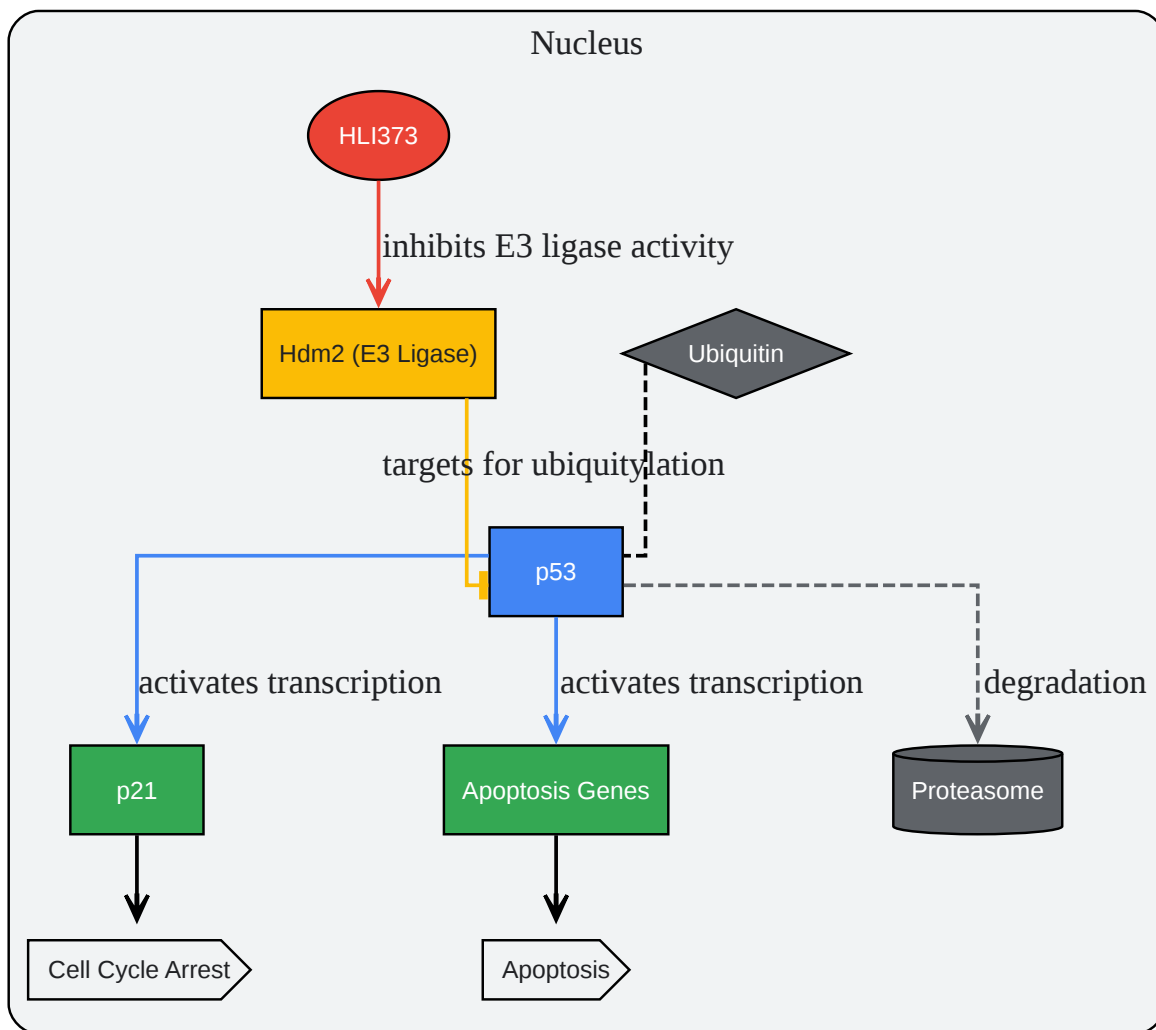 Nucleus
HLI373
inhibits E3 ligase activity
Hdm2 (E3 Ligase)
Ubiquitin
targets for ubiquitylation
p53
activates transcription
activates transcription
degradation
p21
Apoptosis Genes
Proteasome
Cell Cycle Arrest
Apoptosis